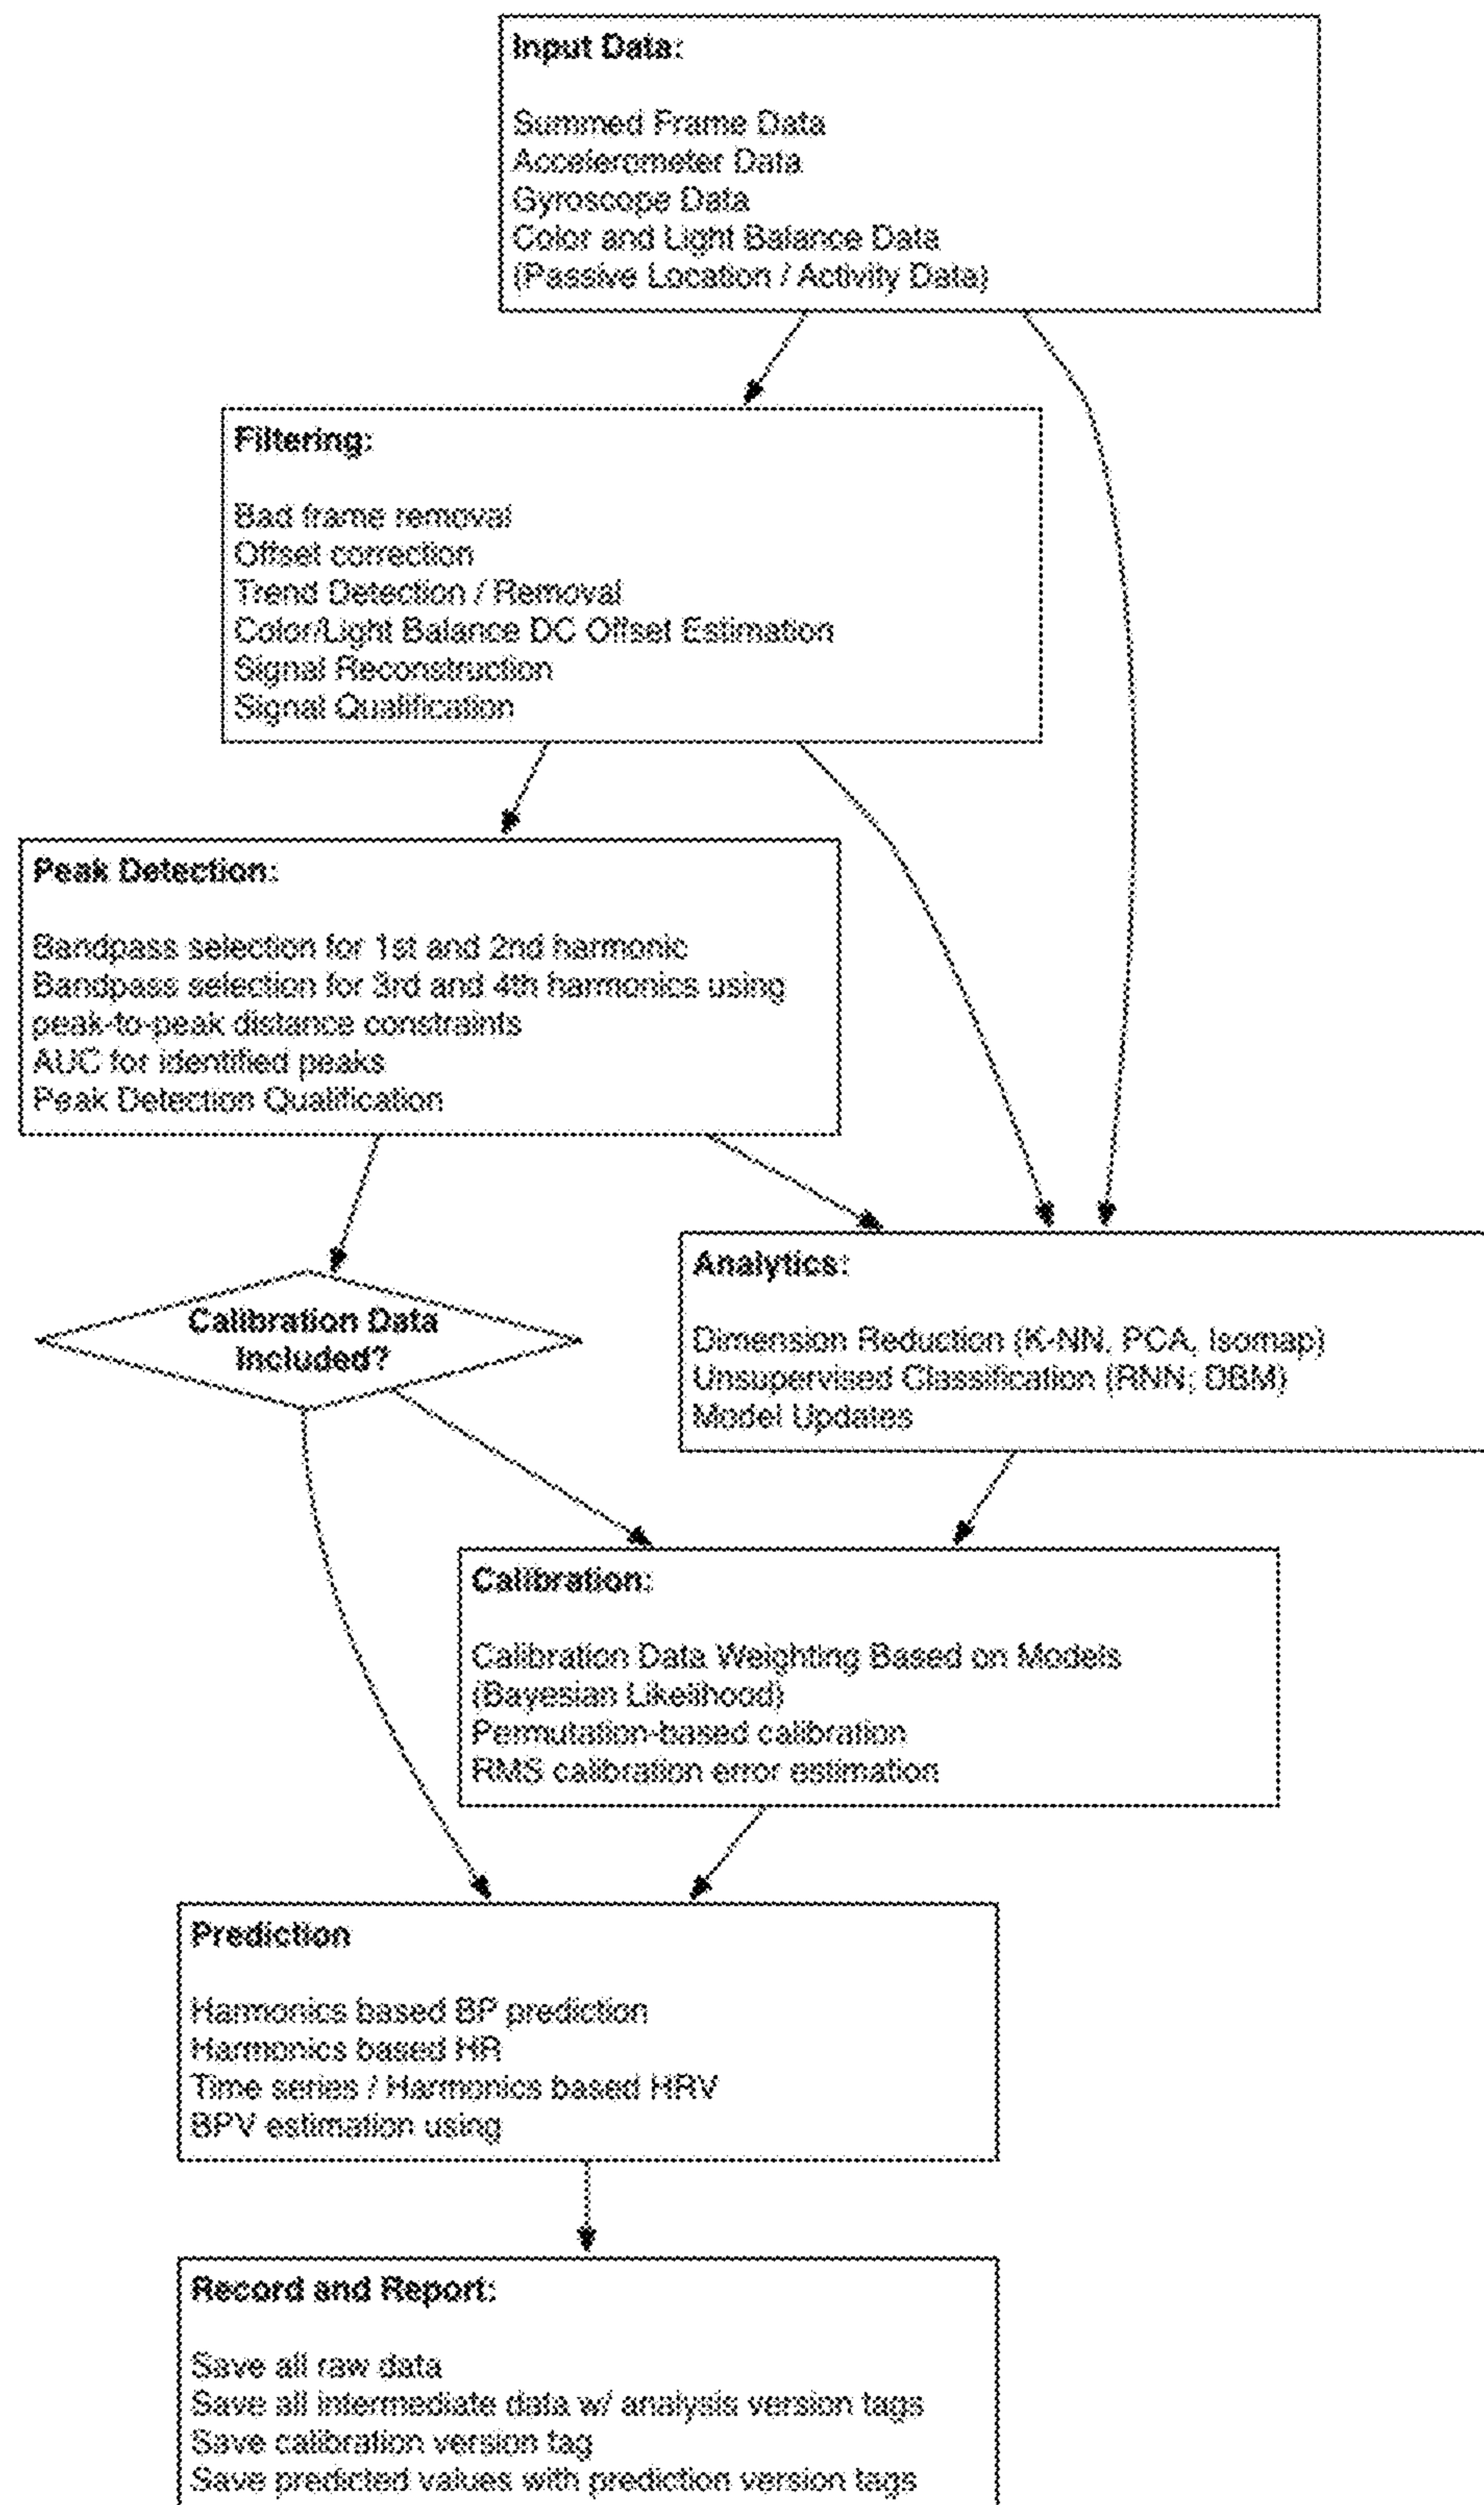 Input Data:
Summed Frame Data
Accelerometer Data
Gyroscope Data
Color and Light Balance Data
(Passive Location / Activity Data)
Filtering:
Bad frame removal
Offset correction
Trend Detection / Removal
Color/Light Balance DC Offset Estimation
Signal Reconstruction
Signal Qualification
Peak Detection:
Bandpass selection for 1st and 2nd harmonic
Bandpass selection for 3rd and 4th harmonics using
peak-to-peak distance constraints
AUC for identified peaks
Peak Detection Qualification
Calibration Data
Included?
Analytics:
Dimension Reduction (K-NN, PCA, Isomap)
Unsupervised Classification (RNN, DBM)
Model Updates
Calibration:
Calibration Data Weighting Based on Models
(Bayesian Likelihood)
Permutation-based calibration
RMS calibration error estimation
Prediction
Harmonics based BP prediction
Harmonics based HR
Time series / Harmonics based HRV
BPV estimation using
Record and Report:
Save all raw data
Save all intermediate data w/ analysis version tags
Save calibration version tag
Save predicted values with prediction version tags